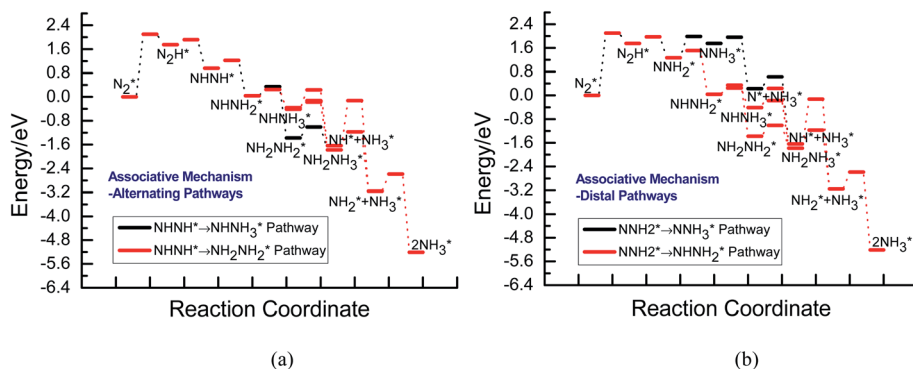 2.4
1.6
0.8
0.0
-0.8
-1.6
-2.4
-3.2
-4.0
-4.8
-5.6
-6.4
Energy/eV
N₂*
N₂H*
NHNH*
NHNH₂*
NHNH₃*
NH₂NH₂*
NH*+NH₃*
NH₂NH₃*
NH₂*+NH₃*
2NH₃*
Associative Mechanism
-Alternating Pathways
NHNH*→NHNH₃* Pathway
NHNH*→NH₂NH₂* Pathway
Reaction Coordinate
(a)
2.4
1.6
0.8
0.0
-0.8
-1.6
-2.4
-3.2
-4.0
-4.8
-5.6
-6.4
Energy/eV
N₂*
N₂H*
NNH₂*
NNH₃*
N*+NH₃*
NHNH₂*
NHNH₃*
NH₂NH₂*
NH*+NH₃*
NH₂NH₃*
NH₂*+NH₃*
2NH₃*
Associative Mechanism
-Distal Pathways
NNH2*→NNH₃* Pathway
NNH2*→NHNH₂* Pathway
Reaction Coordinate
(b)